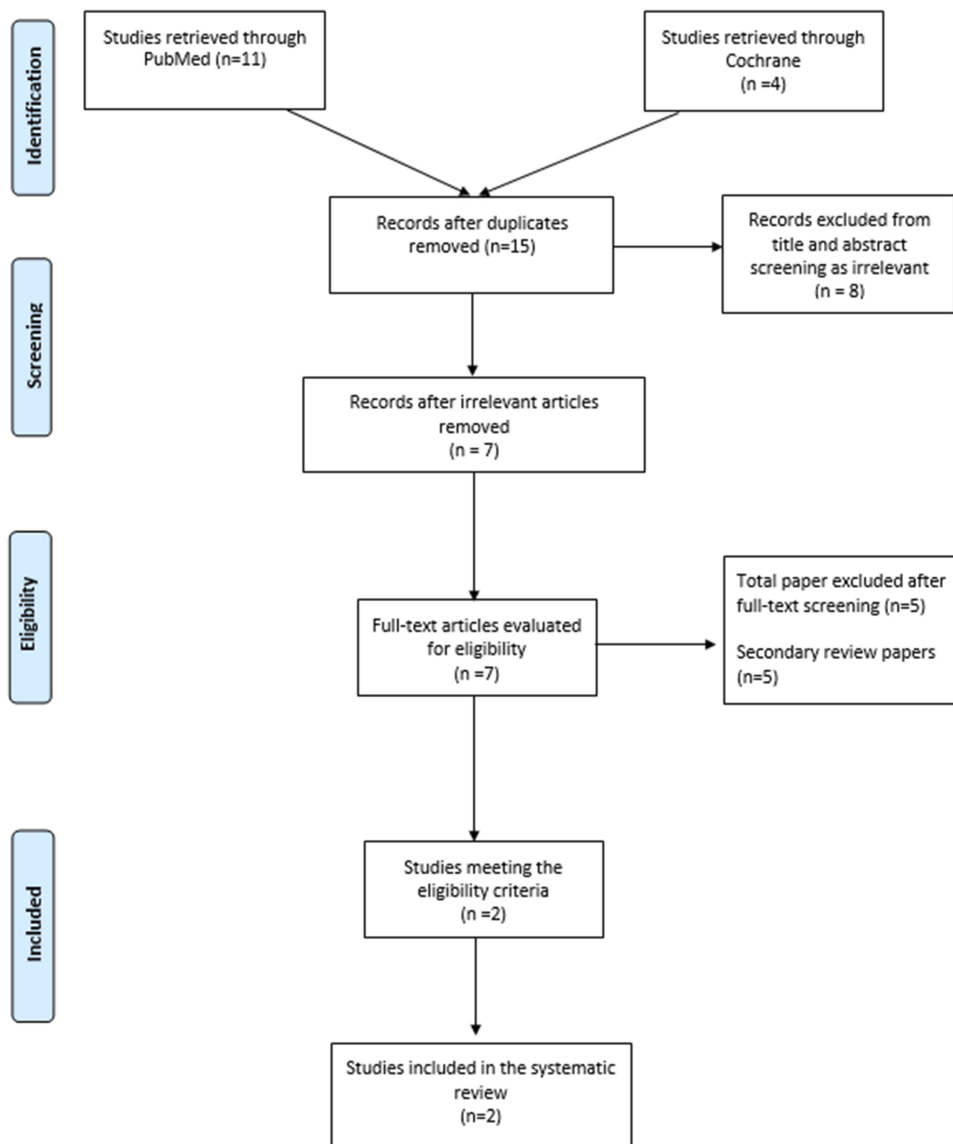 Identification
Studies retrieved through
PubMed (n=11)
Studies retrieved through
Cochrane
(n =4)
Records after duplicates
removed (n=15)
Records excluded from
title and abstract
screening as irrelevant
(n = 8)
Screening
Records after irrelevant articles
removed
(n = 7)
Eligibility
Full-text articles evaluated
for eligibility
(n =7)
Total paper excluded after
full-text screening (n=5)
Secondary review papers
(n=5)
Included
Studies meeting the
eligibility criteria
(n =2)
Studies included in the systematic
review
(n=2)